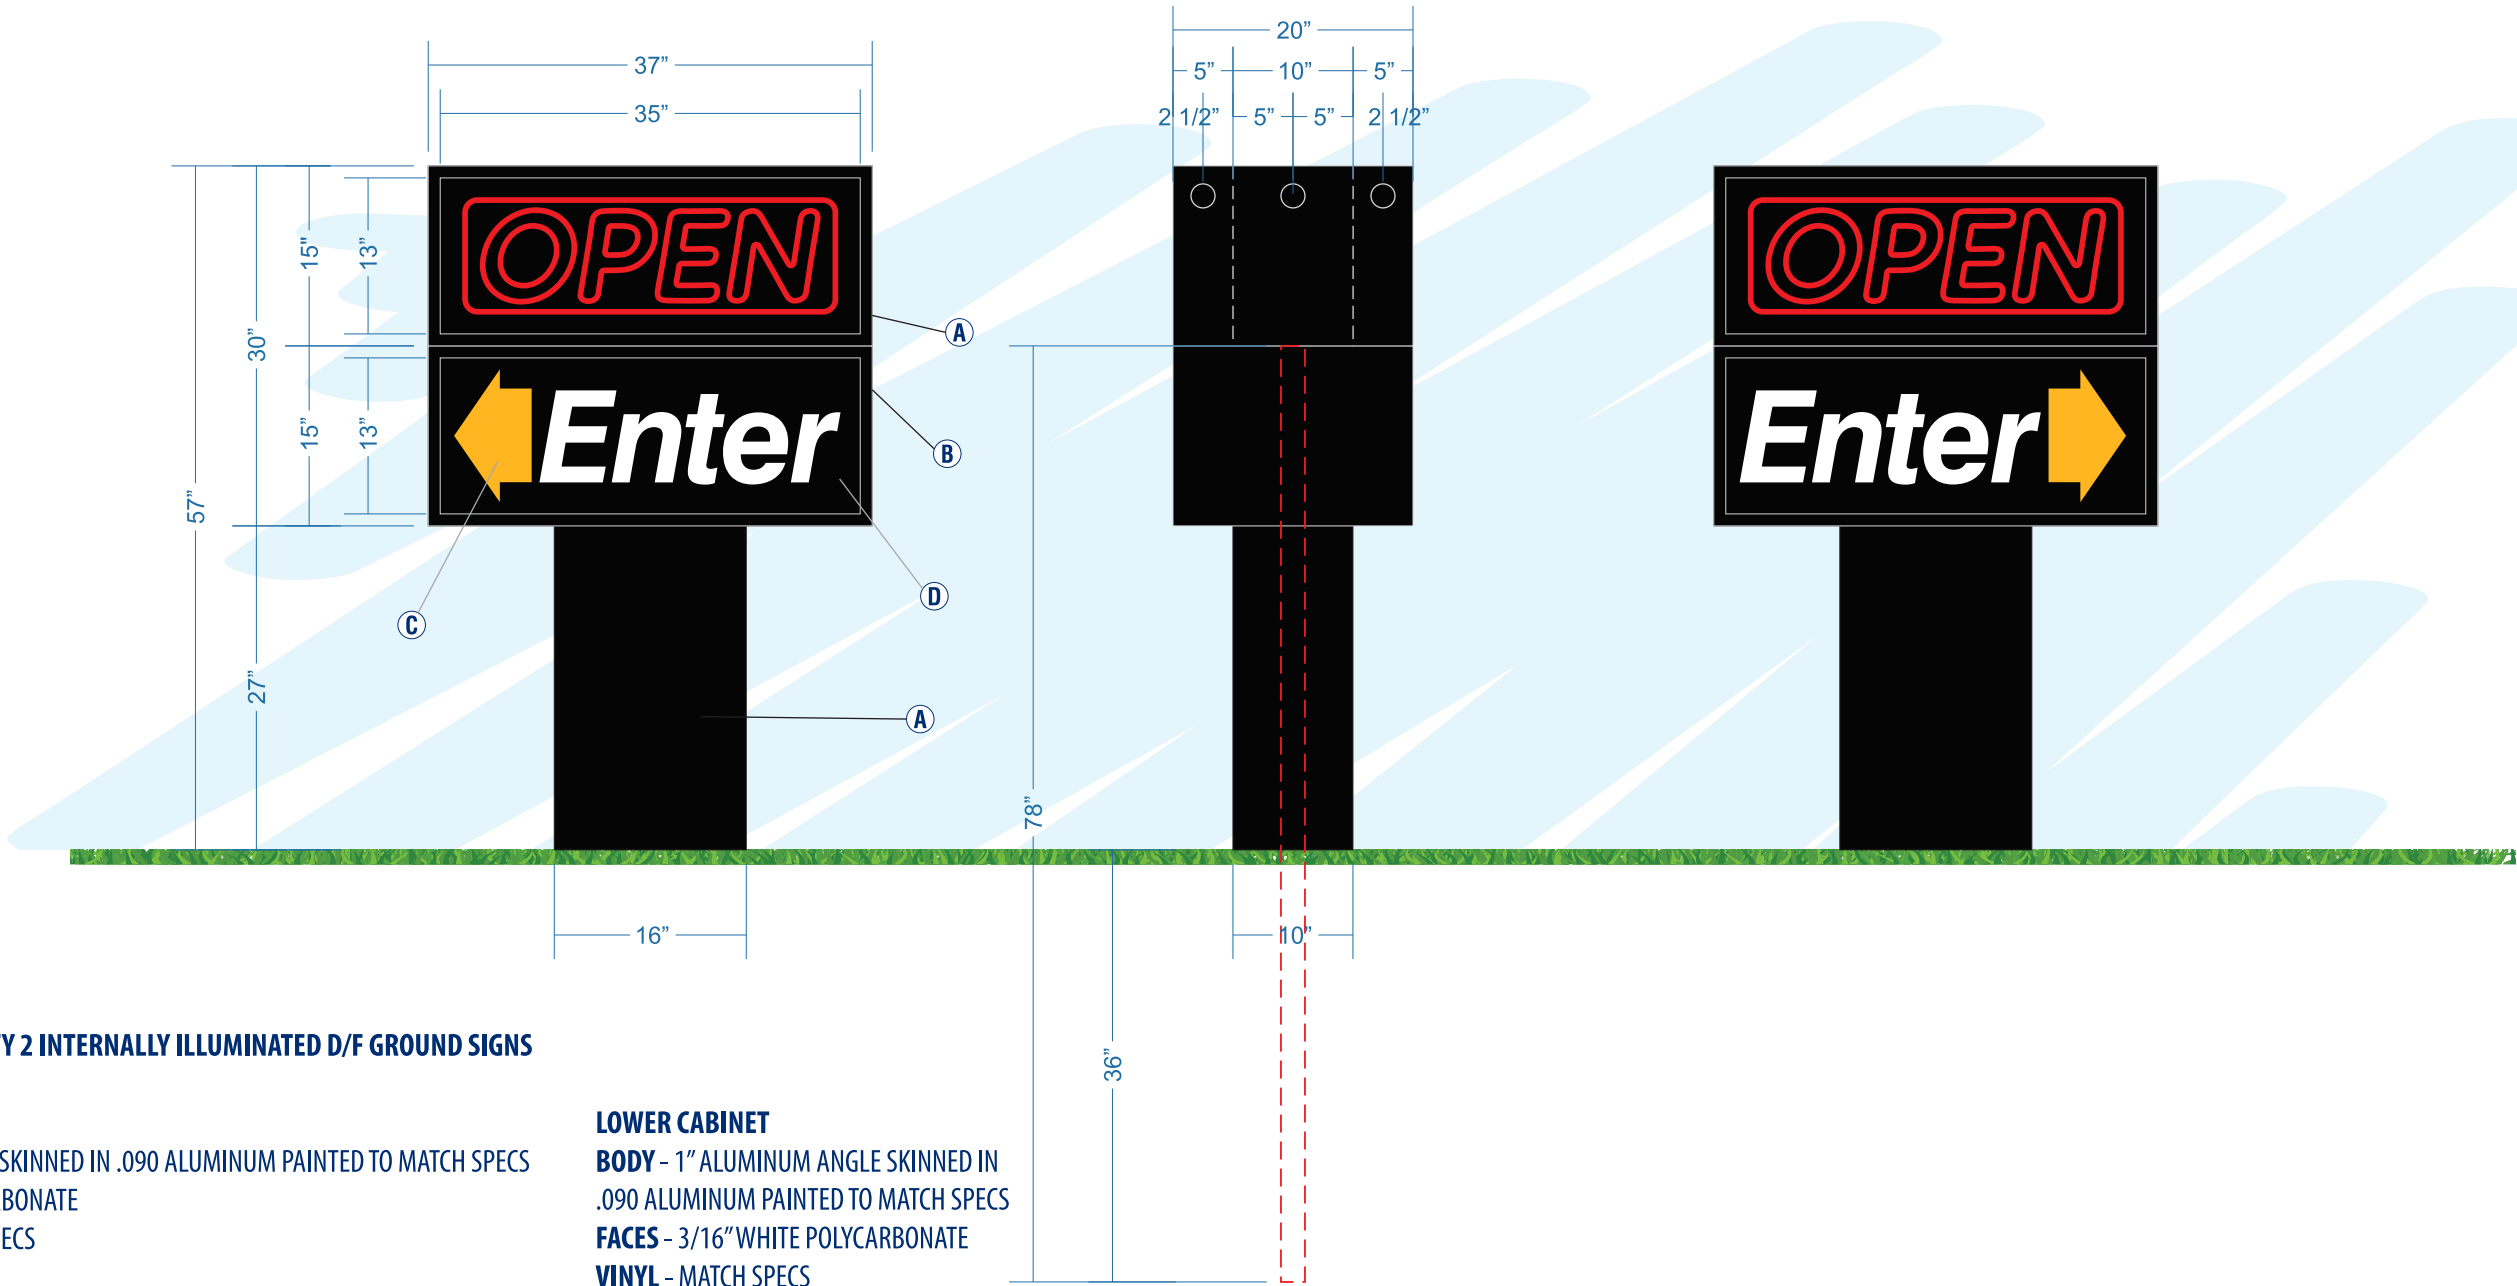 20”
37”
5” 10” 5”
35”
2 1/2” 5” 5” 2 1/2”
OPEN
OPEN
15”
13”
30”
A
Enter
Enter
15”
13”
B
57”
D
C
27”
A
78”
16”
10”
36”
Y 2 INTERNALLY ILLUMINATED D/F GROUND SIGNS
SKINNED IN .090 ALUMINUM PAINTED TO MATCH SPECS
BONATE
ECS
LOWER CABINET
BODY – 1” ALUMINUM ANGLE SKINNED IN
.090 ALUMINUM PAINTED TO MATCH SPECS
FACES – 3/16” WHITE POLYCARBONATE
VINYL – MATCH SPECS